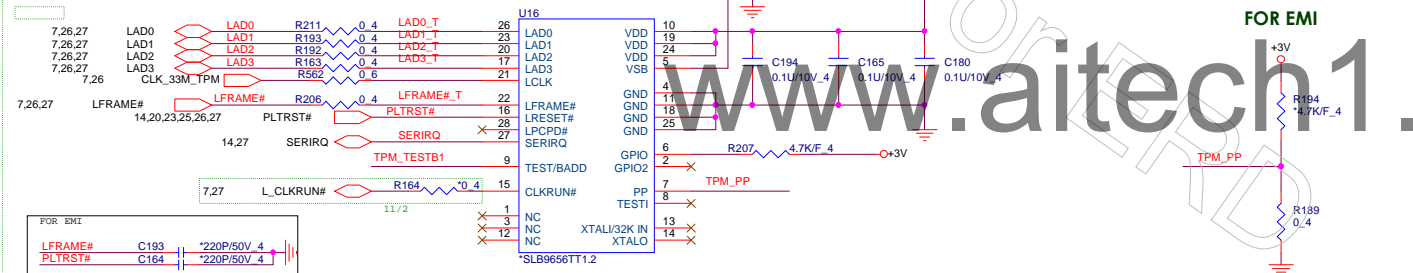 U16
FOR EMI
7,26,27 LAD0 LAD0 R211 0_4 LAD0_T 26 LAD0 VDD 10
7,26,27 LAD1 LAD1 R193 0_4 LAD1_T 23 LAD1 VDD 19
7,26,27 LAD2 LAD2 R192 0_4 LAD2_T 20 LAD2 VDD 24
7,26,27 LAD3 LAD3 R163 0_4 LAD3_T 17 LAD3 VSB 5
7,26 CLK_33M_TPM R562 0_6 21 LCLK
C194 0.1U/10V_4
C165 0.1U/10V_4
C180 0.1U/10V_4
7,26,27 LFRAME# LFRAME# R206 0_4 LFRAME#_T 22 LFRAME# GND 4
14,20,23,25,26,27 PLTRST# PLTRST# 16 LRESET# GND 11
28 LPCPD# GND 18
14,27 SERIRQ SERIRQ 27 SERIRQ GND 25
www.aitech1.
TPM_TESTB1 9 TEST/BADD
GPIO 6 R207 4.7K/F_4 +3V
GPIO2 2
7,27 L_CLKRUN# R164 *0_4 15 CLKRUN#
11/2
PP 7 TPM_PP
TESTI 8
1 NC
3 NC XTALI/32K IN 13
12 NC XTALO 14
*SLB9656TT1.2
+3V
R194
*4.7K/F_4
TPM_PP
R189
0_4
FOR EMI
LFRAME# C193 *220P/50V_4
PLTRST# C164 *220P/50V_4